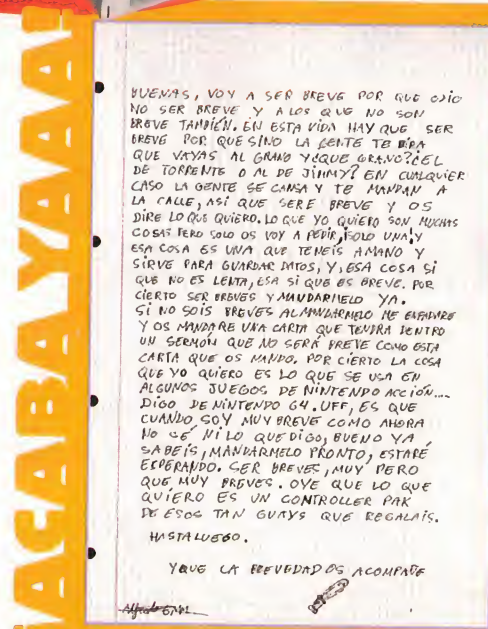 ¡ACABAYYAAA!
BUENAS, VOY A SER BREVE POR QUE ODIO
NO SER BREVE Y A LOS QUE NO SON
BREVE TAMBIÉN. EN ESTA VIDA HAY QUE SER
BREVE POR QUE SINO LA GENTE TE DIRA
QUE VAYAS AL GRANO Y ¿QUE GRANO? ¿EL
DE TORRENTE O AL DE JIMMY? EN CUALQUIER
CASO LA GENTE SE CANSA Y TE MANDAN A
LA CALLE, ASI QUE SERE BREVE Y OS
DIRE LO QUE QUIERO. LO QUE YO QUIERO SON MUCHAS
COSAS PERO SOLO OS VOY A PEDIR, ¡SOLO UNA! Y
ESA COSA ES UNA QUE TENEIS A MANO Y
SIRVE PARA GUARDAR DATOS, Y, ESA COSA SI
QUE NO ES LENTA, ESA SI QUE ES BREVE. POR
CIERTO SER BREVES Y MANDARMELO YA.
SI NO SOIS BREVES AL MANDARMELO ME ENFADARE
Y OS MANDARE UNA CARTA QUE TENDRA DENTRO
UN SERMÓN QUE NO SERÁ BREVE COMO ESTA
CARTA QUE OS MANDO. POR CIERTO LA COSA
QUE YO QUIERO ES LO QUE SE USA EN
ALGUNOS JUEGOS DE NINTENDO ACCIÓN....
DIGO DE NINTENDO 64. UFF, ES QUE
CUANDO SOY MUY BREVE COMO AHORA
NO SÉ NI LO QUE DIGO, BUENO YA
SABEIS, MANDÁRMELO PRONTO, ESTARÉ
ESPERANDO. SER BREVES, MUY PERO
QUE MUY BREVES. OYE QUE LO QUE
QUIERO ES UN CONTROLLER PAK
DE ESOS TAN GUAYS QUE REGALAIS.
HASTA LUEGO.
Y QUE LA BREVEDAD OS ACOMPAÑE